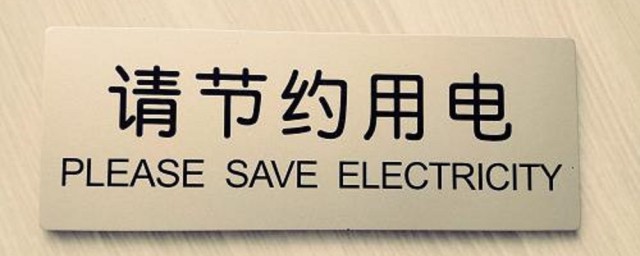 请节约用电
PLEASE SAVE ELECTRICITY